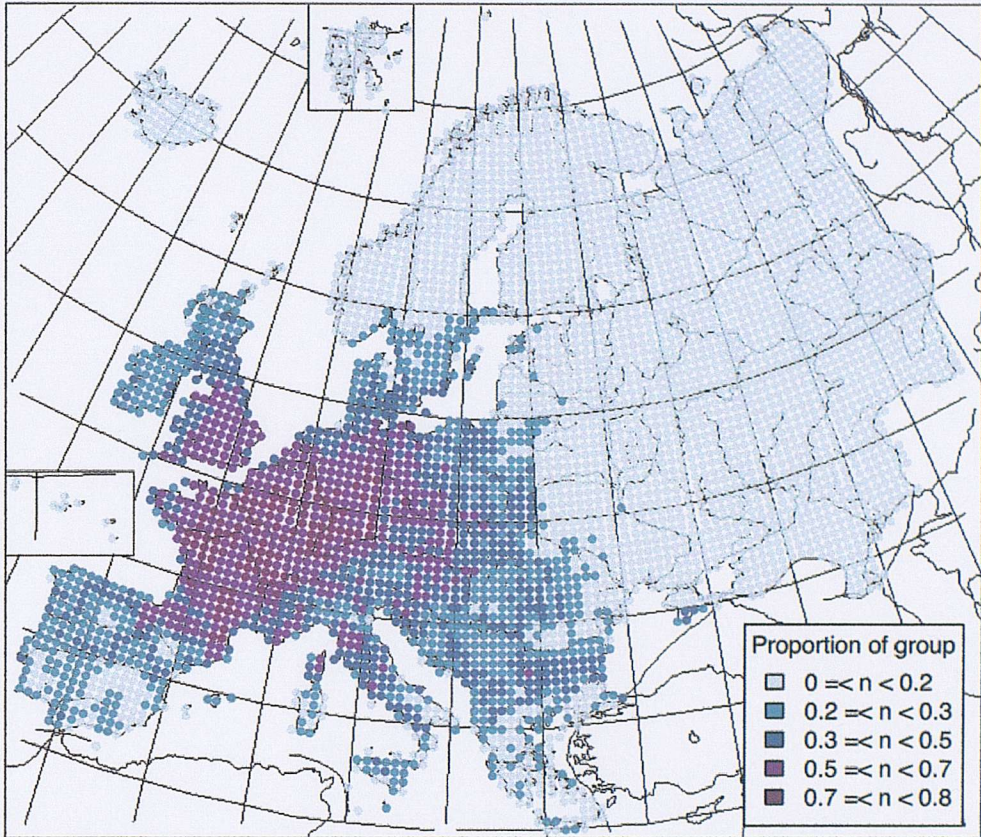 Proportion of group
0 =< n < 0.2
0.2 =< n < 0.3
0.3 =< n < 0.5
0.5 =< n < 0.7
0.7 =< n < 0.8